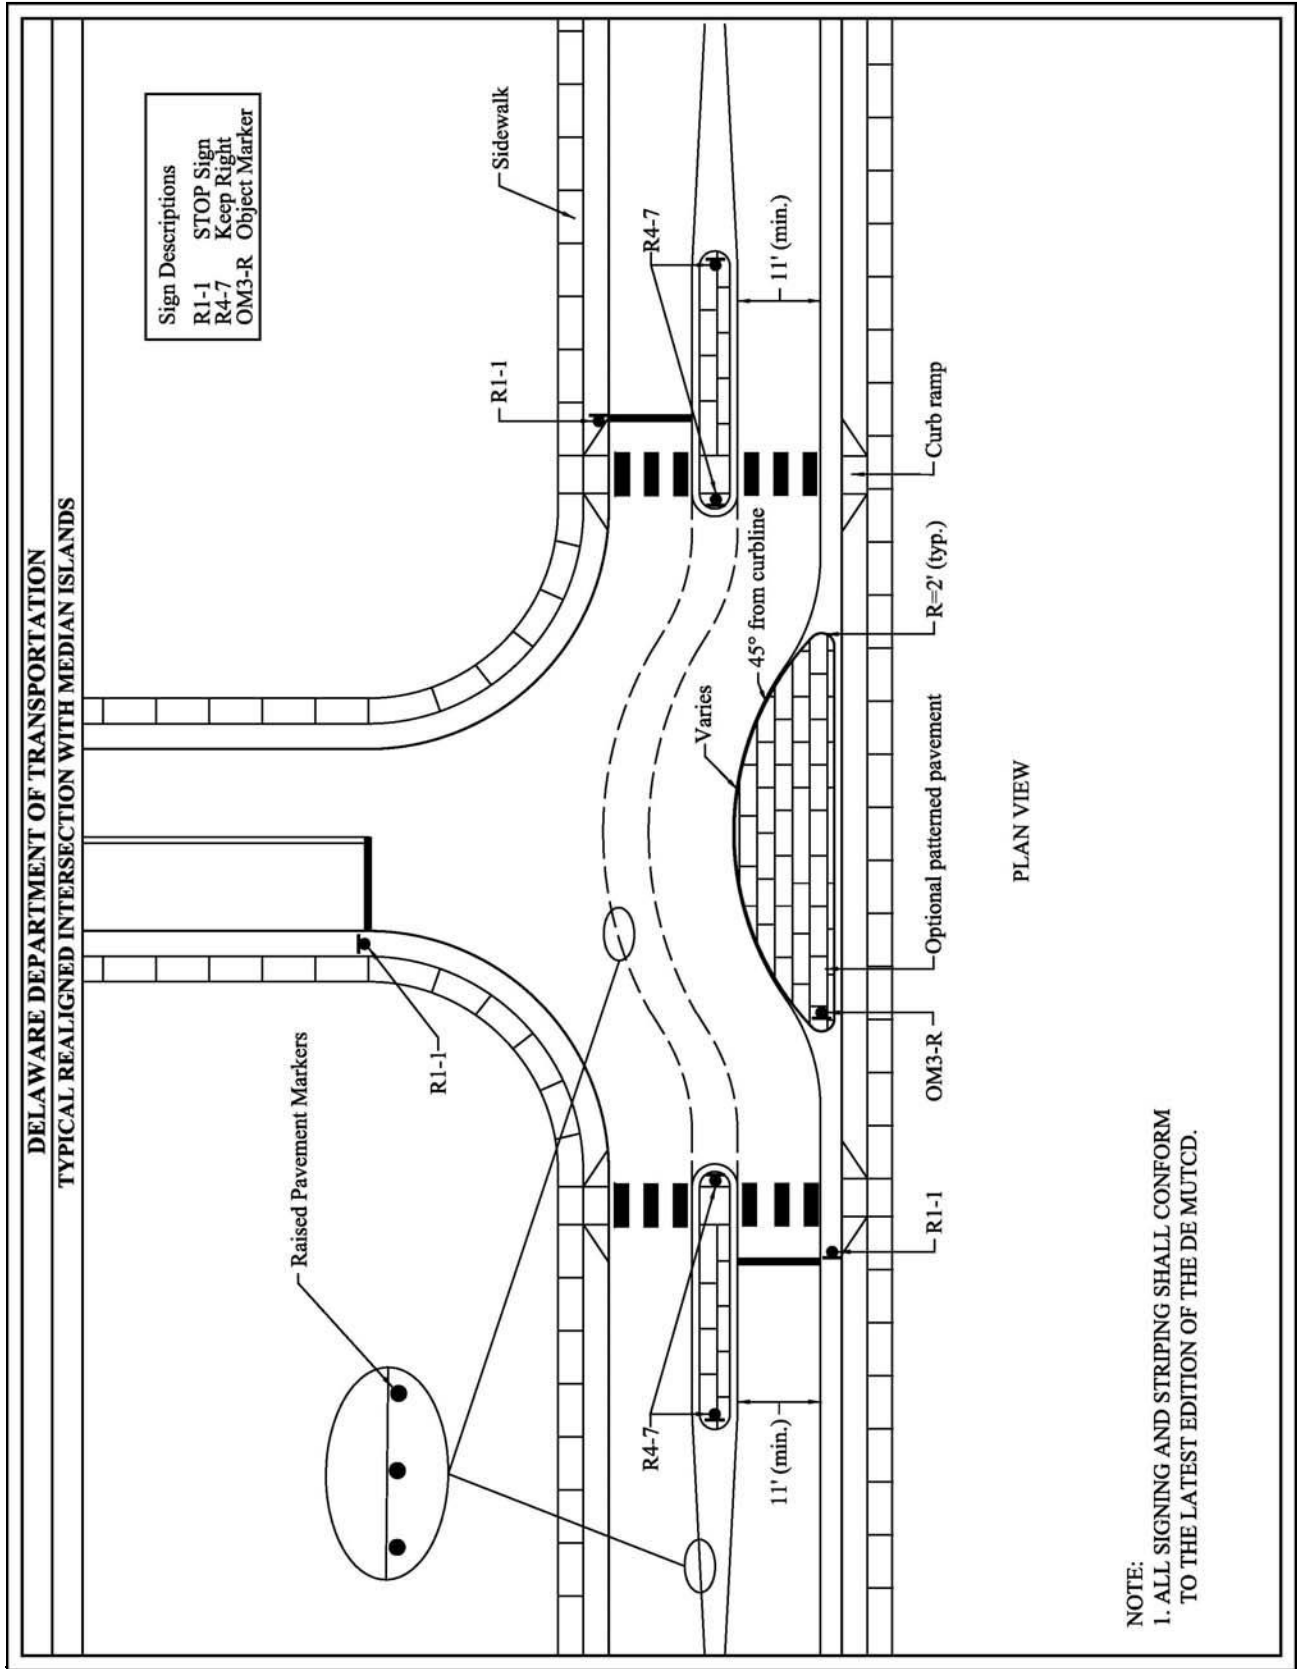 DELAWARE DEPARTMENT OF TRANSPORTATION
TYPICAL REALIGNED INTERSECTION WITH MEDIAN ISLANDS
Sign Descriptions
R1-1 STOP Sign
R4-7 Keep Right
OM3-R Object Marker
Raised Pavement Markers
Sidewalk
R1-1
R1-1
R4-7
R4-7
11' (min.)
11' (min.)
Varies
45° from curbline
R1-1
OM3-R
Optional patterned pavement
R=2' (typ.)
Curb ramp
PLAN VIEW
NOTE:
1. ALL SIGNING AND STRIPING SHALL CONFORM
TO THE LATEST EDITION OF THE DE MUTCD.